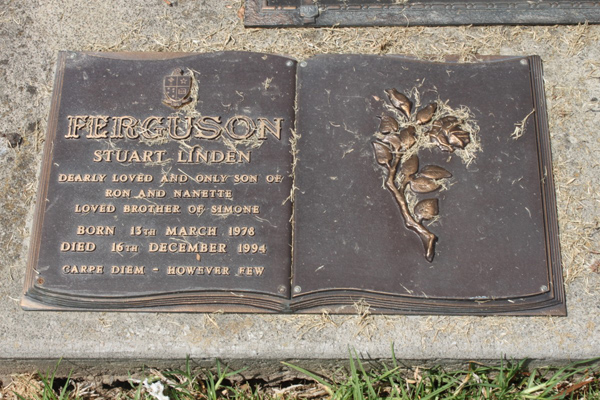 FERGUSON
STUART LINDEN
DEARLY LOVED AND ONLY SON OF
RON AND NANETTE
LOVED BROTHER OF SIMONE
BORN 13TH MARCH 1976
DIED 16TH DECEMBER 1994
CARPE DIEM - HOWEVER FEW